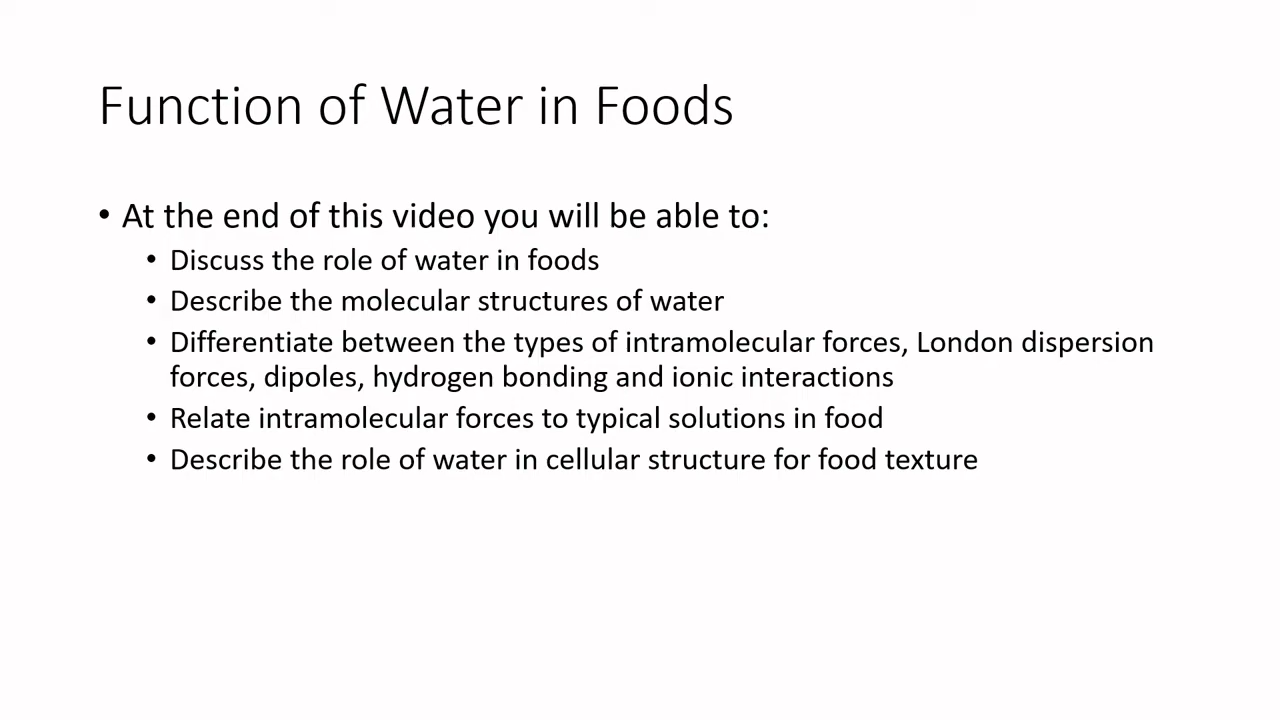 Function of Water in Foods
• At the end of this video you will be able to:
• Discuss the role of water in foods
• Describe the molecular structures of water
• Differentiate between the types of intramolecular forces, London dispersion
forces, dipoles, hydrogen bonding and ionic interactions
• Relate intramolecular forces to typical solutions in food
• Describe the role of water in cellular structure for food texture